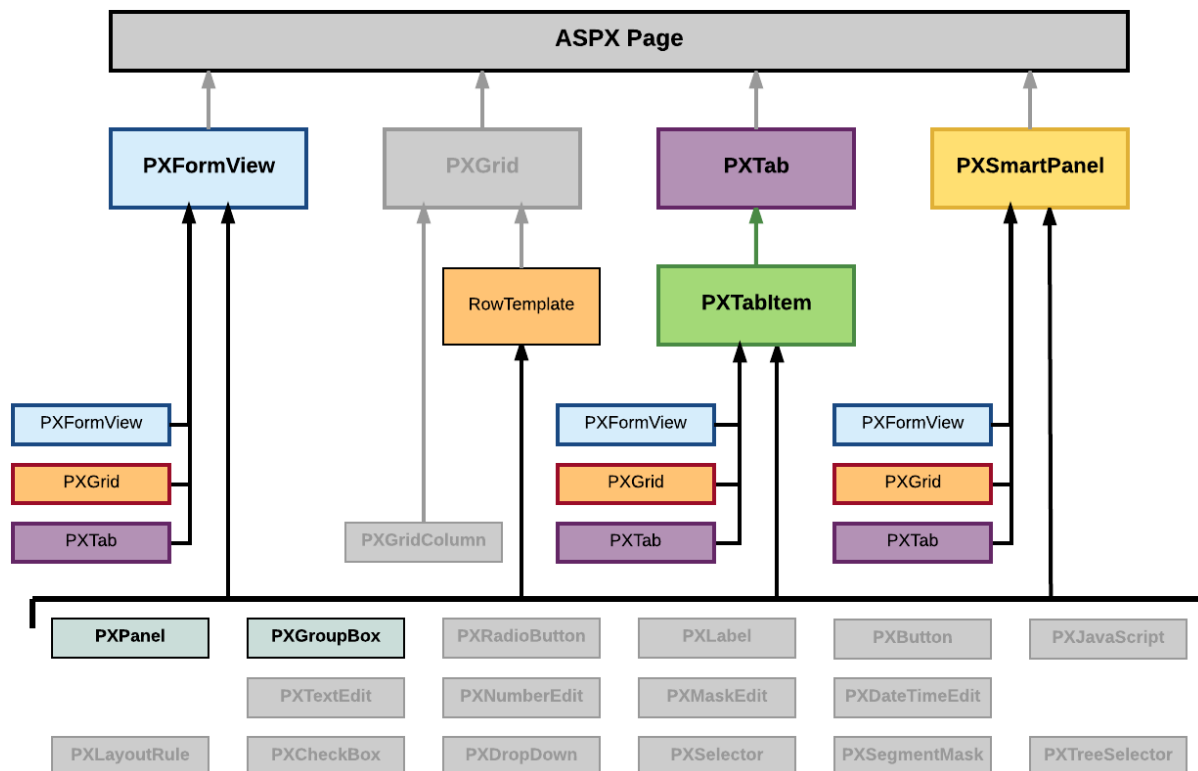 ASPX Page
PXFormView
PXGrid
PXTab
PXSmartPanel
RowTemplate
PXTabItem
PXFormView
PXFormView
PXFormView
PXGrid
PXGrid
PXGrid
PXTab
PXGridColumn
PXTab
PXTab
PXPanel
PXGroupBox
PXRadioButton
PXLabel
PXButton
PXJavaScript
PXTextEdit
PXNumberEdit
PXMaskEdit
PXDateTimeEdit
PXLayoutRule
PXCheckBox
PXDropDown
PXSelector
PXSegmentMask
PXTreeSelector